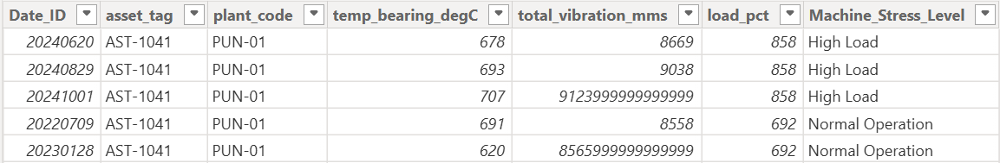 Date_ID asset_tag plant_code temp_bearing_degC total_vibration_mms load_pct Machine_Stress_Level
20240620 AST-1041 PUN-01 678 8669 858 High Load
20240829 AST-1041 PUN-01 693 9038 858 High Load
20241001 AST-1041 PUN-01 707 9123999999999999 858 High Load
20220709 AST-1041 PUN-01 691 8558 692 Normal Operation
20230128 AST-1041 PUN-01 620 8565999999999999 692 Normal Operation